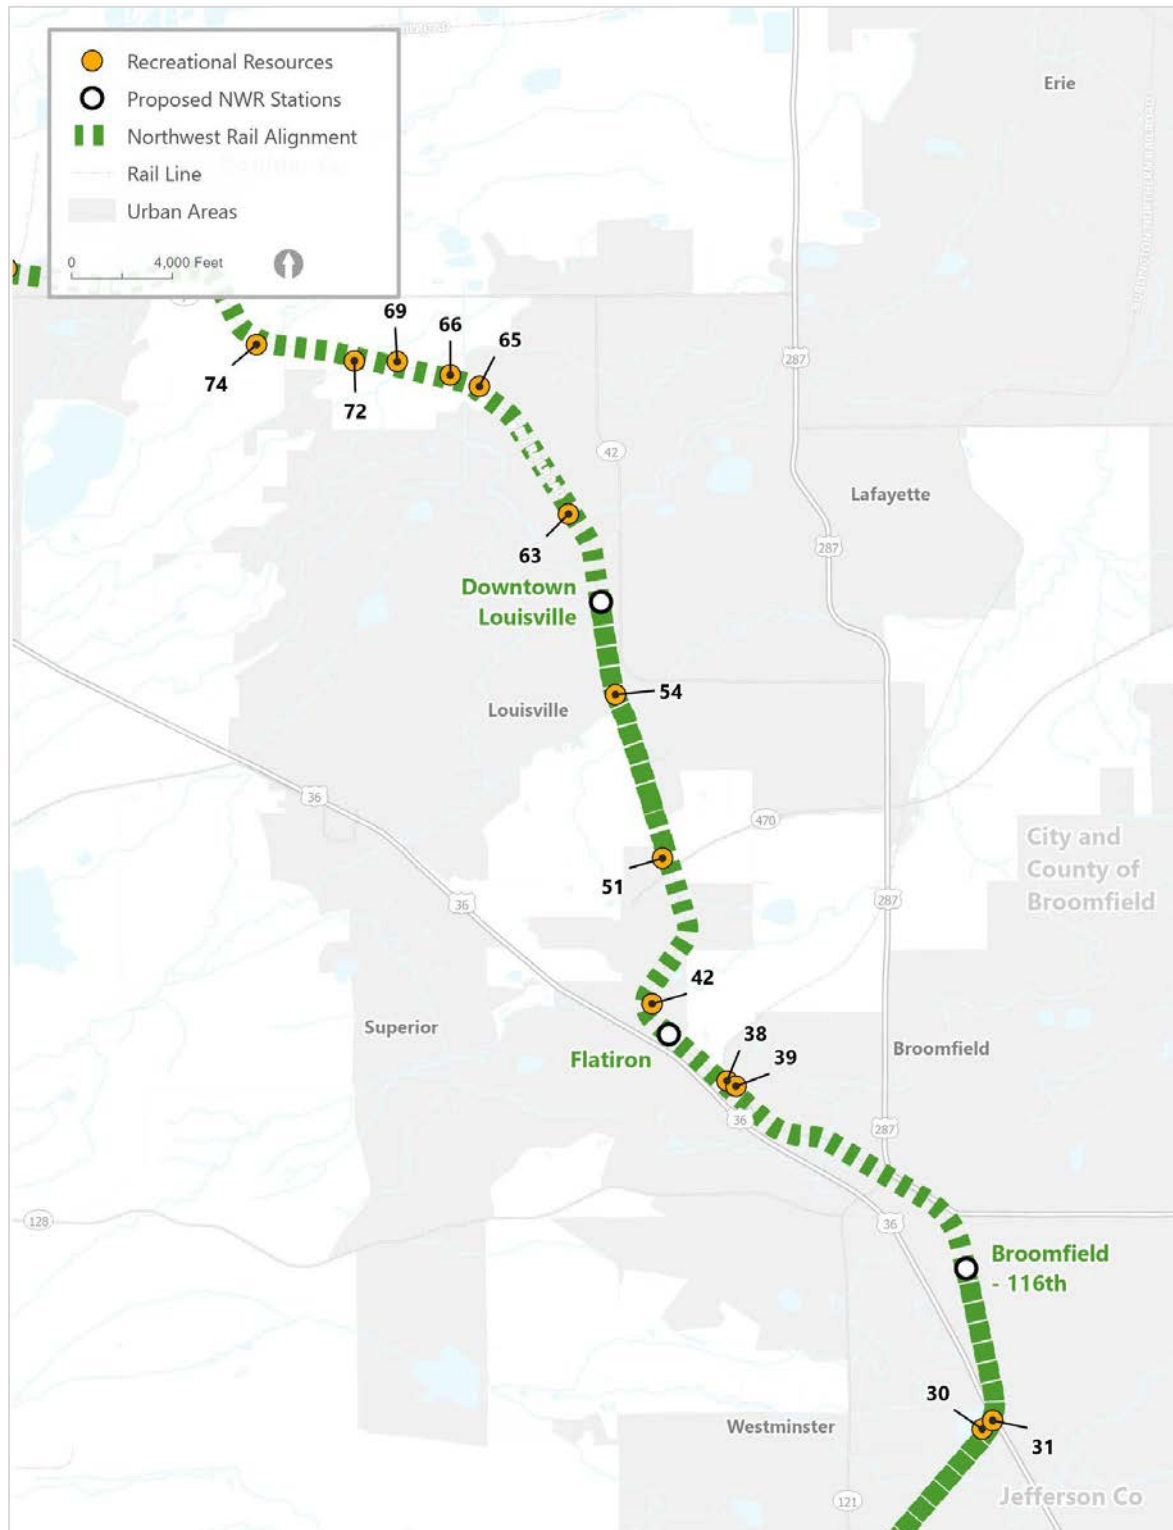 Recreational Resources
Proposed NWR Stations
Northwest Rail Alignment
Rail Line
Urban Areas
0
4,000 Feet
Erie
287
69
66
65
74
72
42
Lafayette
287
63
Downtown
Louisville
54
Louisville
36
470
City and
County of
Broomfield
51
36
287
42
Superior
38
Broomfield
Flatiron
39
36
287
128
36
Broomfield
- 116th
30
Westminster
31
121
Jefferson Co